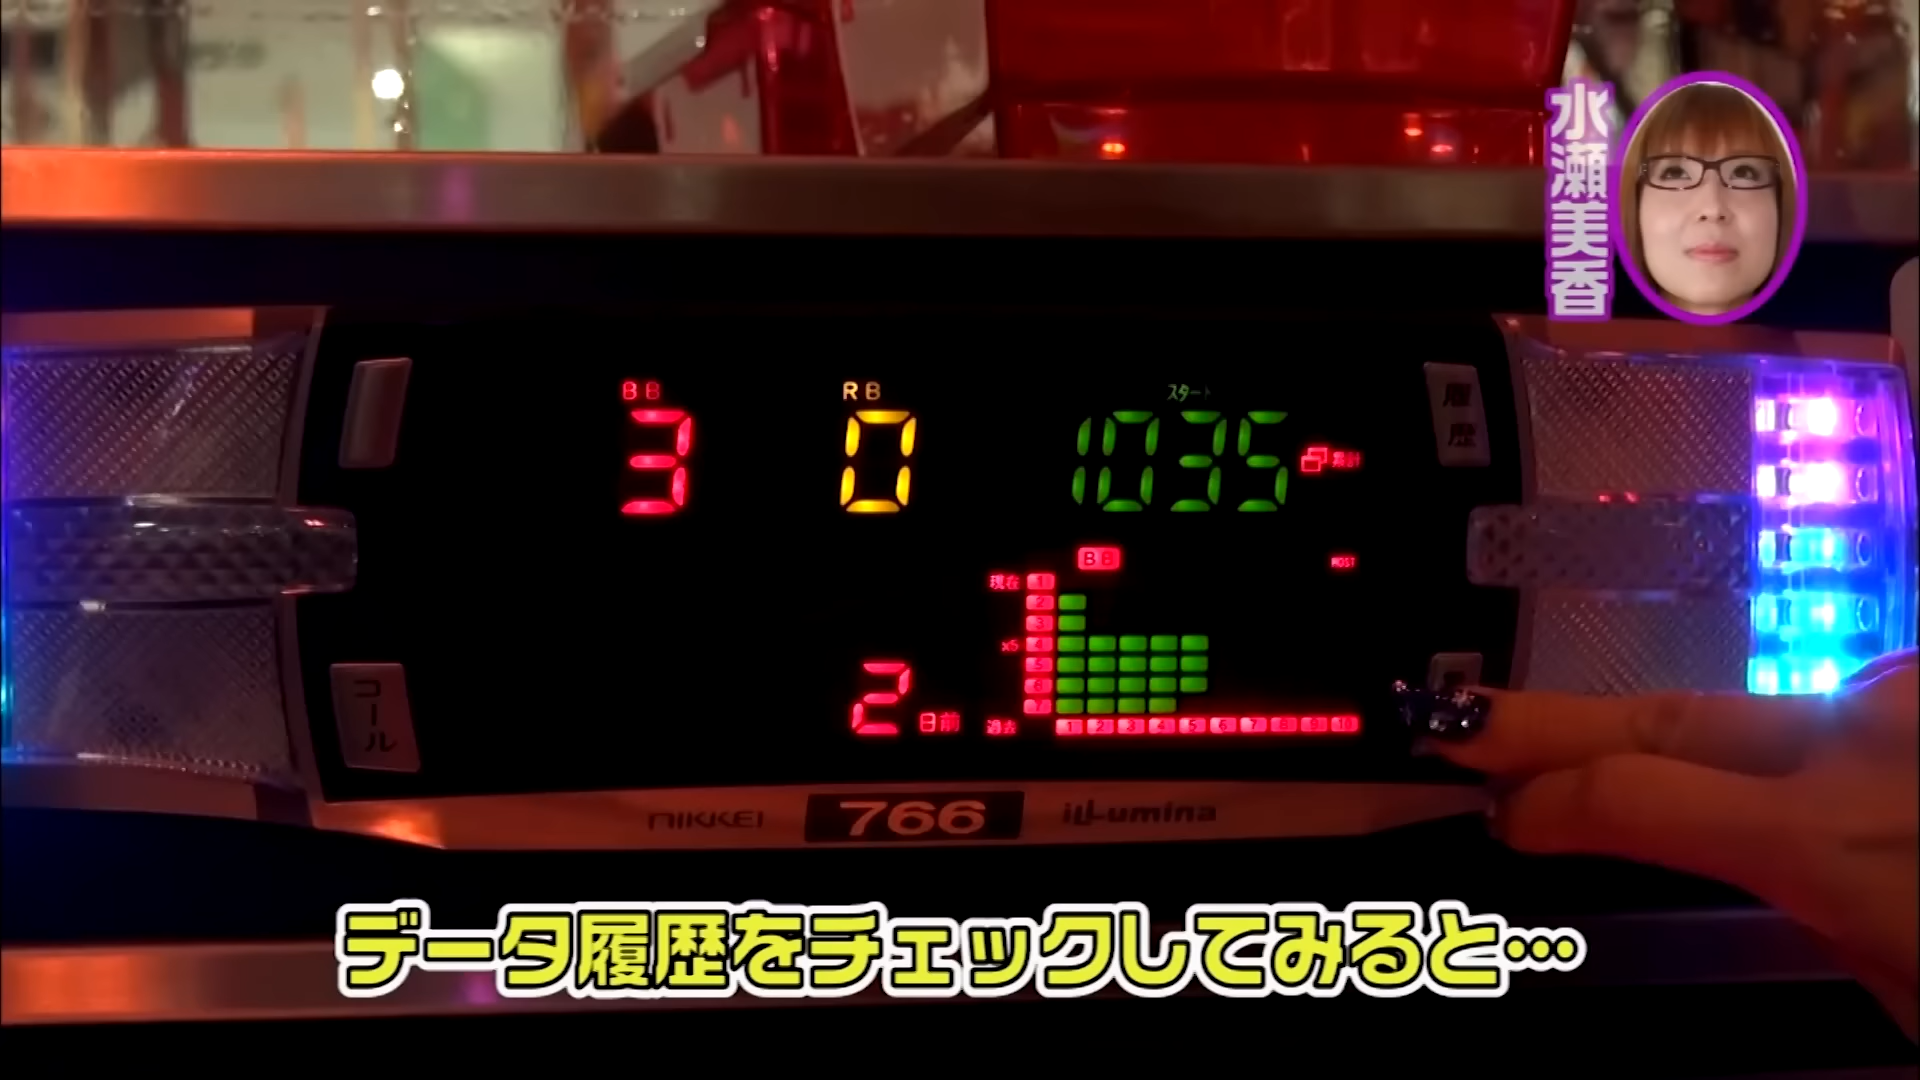 水瀬美香
BB
RB
スタート
3
0
1035
累計
履歴
BB
MOST
現在
1
2
3
x5
4
5
6
7
過去
1 2 3 4 5 6 7 8 9 10
2日前
コール
NIKKEI
766
illumina
データ履歴をチェックしてみると…